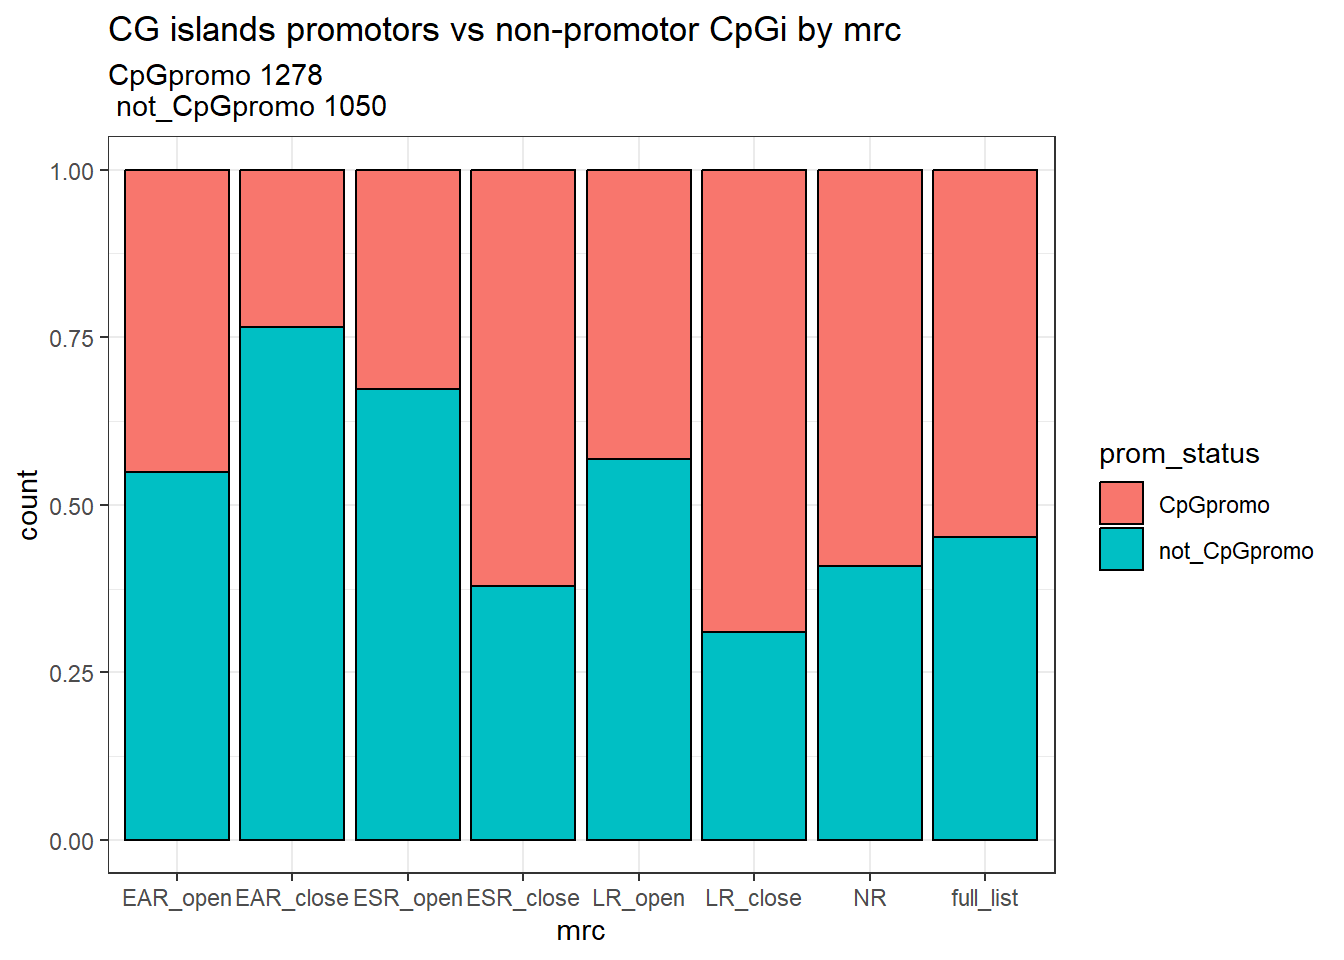 CG islands promotors vs non-promotor CpGi by mrc
CpGpromo 1278
not_CpGpromo 1050
1.00
0.75
0.50
0.25
0.00
count
EAR_open EAR_close ESR_open ESR_close LR_open LR_close NR full_list
mrc
prom_status
CpGpromo
not_CpGpromo